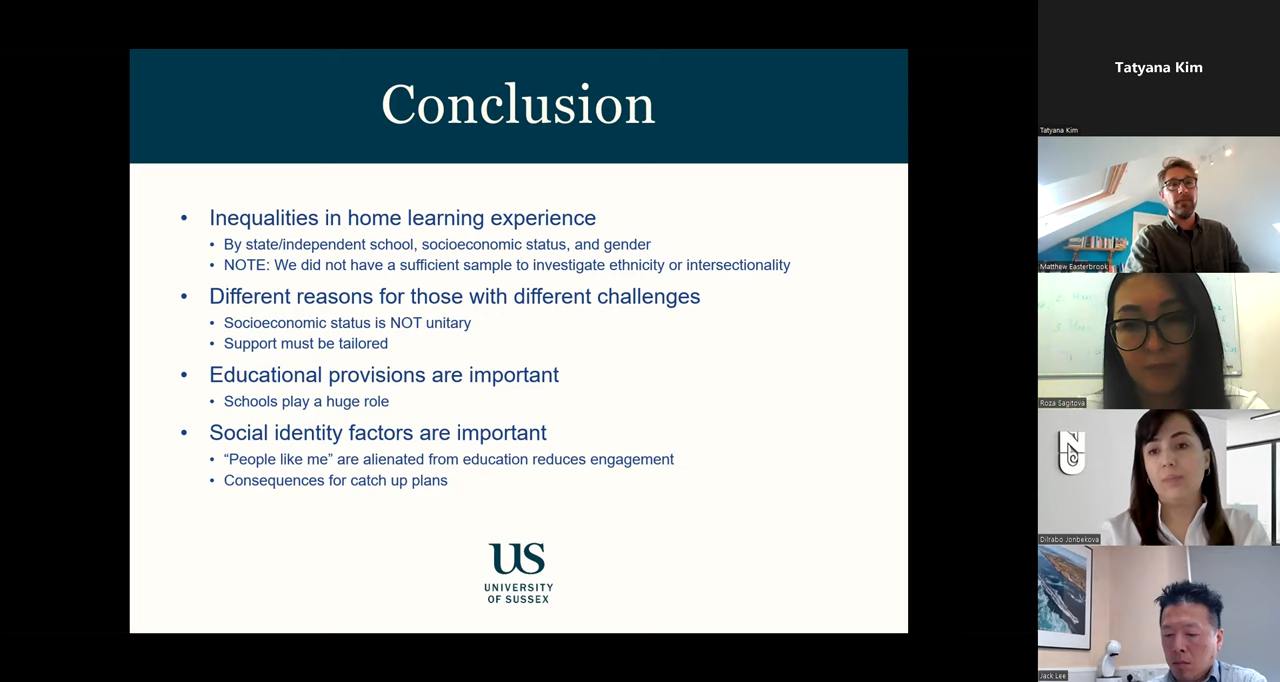 Conclusion
• Inequalities in home learning experience
• By state/independent school, socioeconomic status, and gender
• NOTE: We did not have a sufficient sample to investigate ethnicity or intersectionality
• Different reasons for those with different challenges
• Socioeconomic status is NOT unitary
• Support must be tailored
• Educational provisions are important
• Schools play a huge role
• Social identity factors are important
• “People like me” are alienated from education reduces engagement
• Consequences for catch up plans
US
UNIVERSITY
OF SUSSEX
Tatyana Kim
Tatyana Kim
Matthew Easterbrook
Roza Sagitova
Dilrabo Jonbekova
Jack Lee